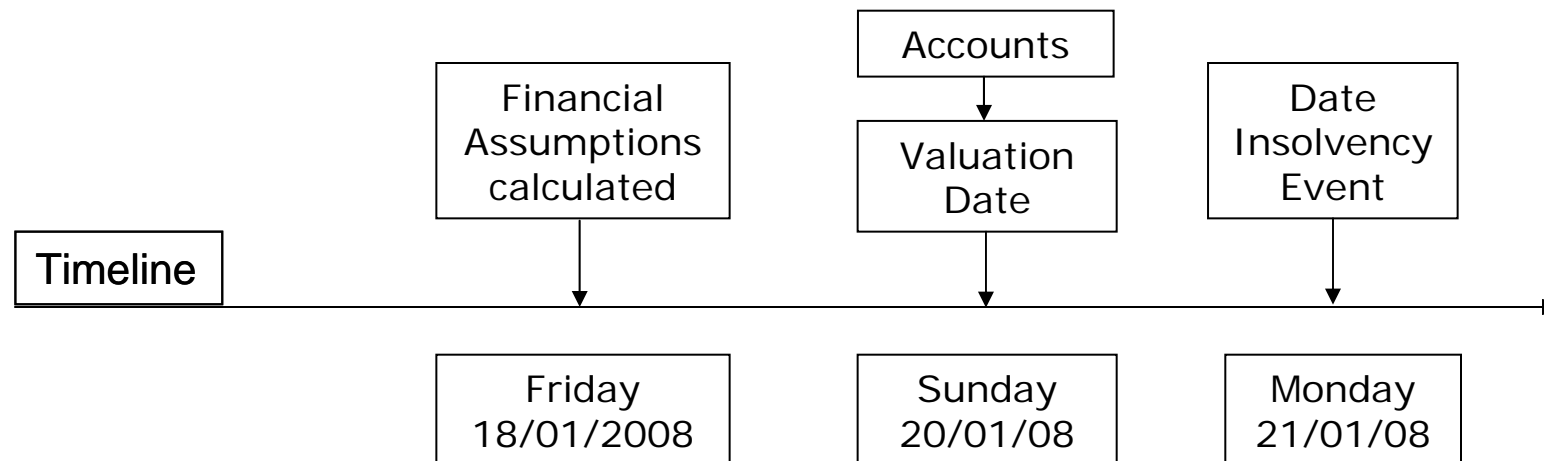 Accounts
Financial
Assumptions
calculated
Valuation
Date
Date
Insolvency
Event
Timeline
Friday
18/01/2008
Sunday
20/01/08
Monday
21/01/08